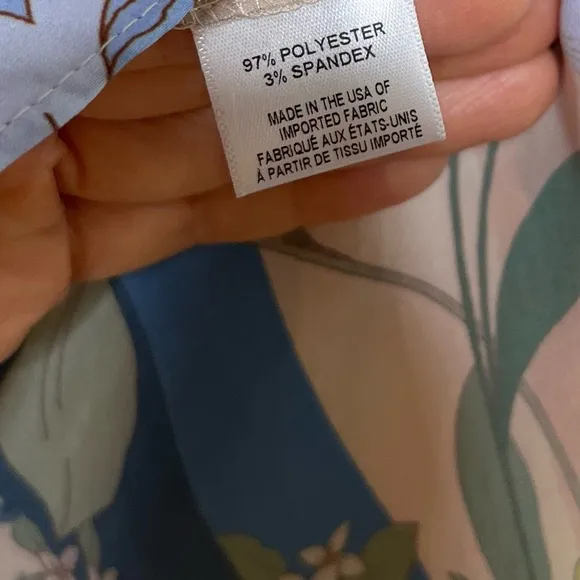 97% POLYESTER
3% SPANDEX
MADE IN THE USA OF
IMPORTED FABRIC
FABRIQUÉ AUX ÉTATS-UNIS
À PARTIR DE TISSU IMPORTÉ